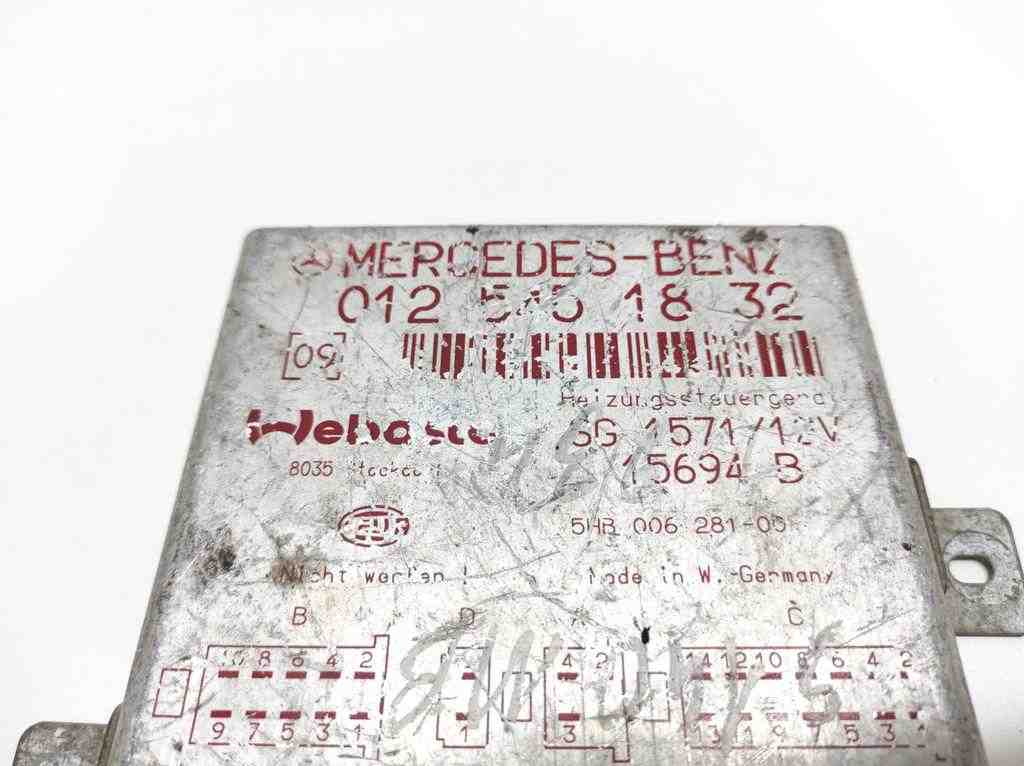 MERCEDES-BENZ
012 545 18 32
50
Heizungssteuergerät
Webasto SG 1571/12V
8035 15694 B
5HB 006 281-00
Nicht werfen ! Made in W.-Germany
B D A C
10 8 6 4 2 4 2 14 12 10 8 6 4 2
9 7 5 3 1 1 3 13 11 9 7 5 3 1